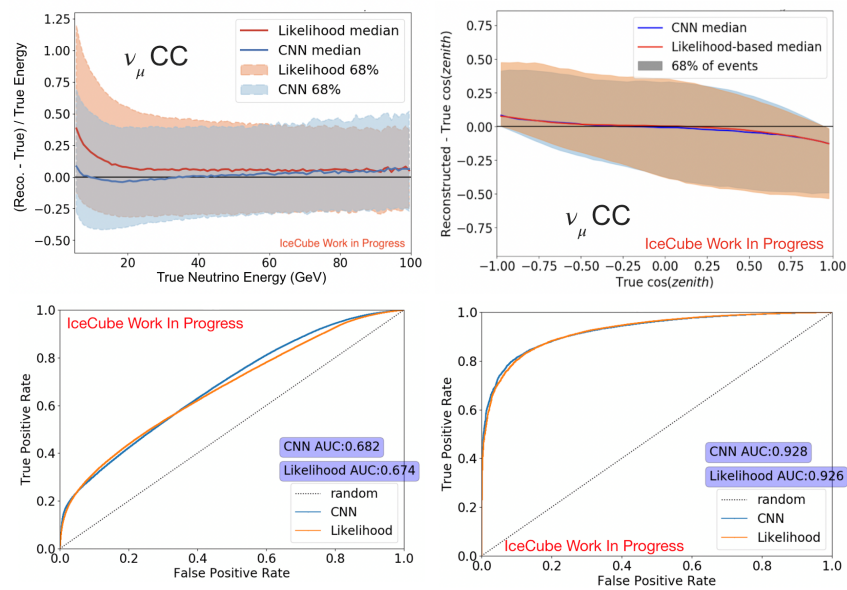 1.25
1.00
0.75
0.50
0.25
0.00
−0.25
−0.50
(Reco. - True) / True Energy
ν_μ CC
Likelihood median
CNN median
Likelihood 68%
CNN 68%
IceCube Work in Progress
20 40 60 80 100
True Neutrino Energy (GeV)
0.75
0.50
0.25
0.00
−0.25
−0.50
−0.75
Reconstructed - True cos(zenith)
CNN median
Likelihood-based median
68% of events
ν_μ CC
IceCube Work In Progress
−1.00 −0.75 −0.50 −0.25 0.00 0.25 0.50 0.75 1.00
True cos(zenith)
1.0
0.8
0.6
0.4
0.2
0.0
True Positive Rate
IceCube Work In Progress
CNN AUC:0.682
Likelihood AUC:0.674
random
CNN
Likelihood
0.0 0.2 0.4 0.6 0.8 1.0
False Positive Rate
1.0
0.8
0.6
0.4
0.2
0.0
True Positive Rate
CNN AUC:0.928
Likelihood AUC:0.926
random
CNN
Likelihood
IceCube Work In Progress
0.0 0.2 0.4 0.6 0.8 1.0
False Positive Rate